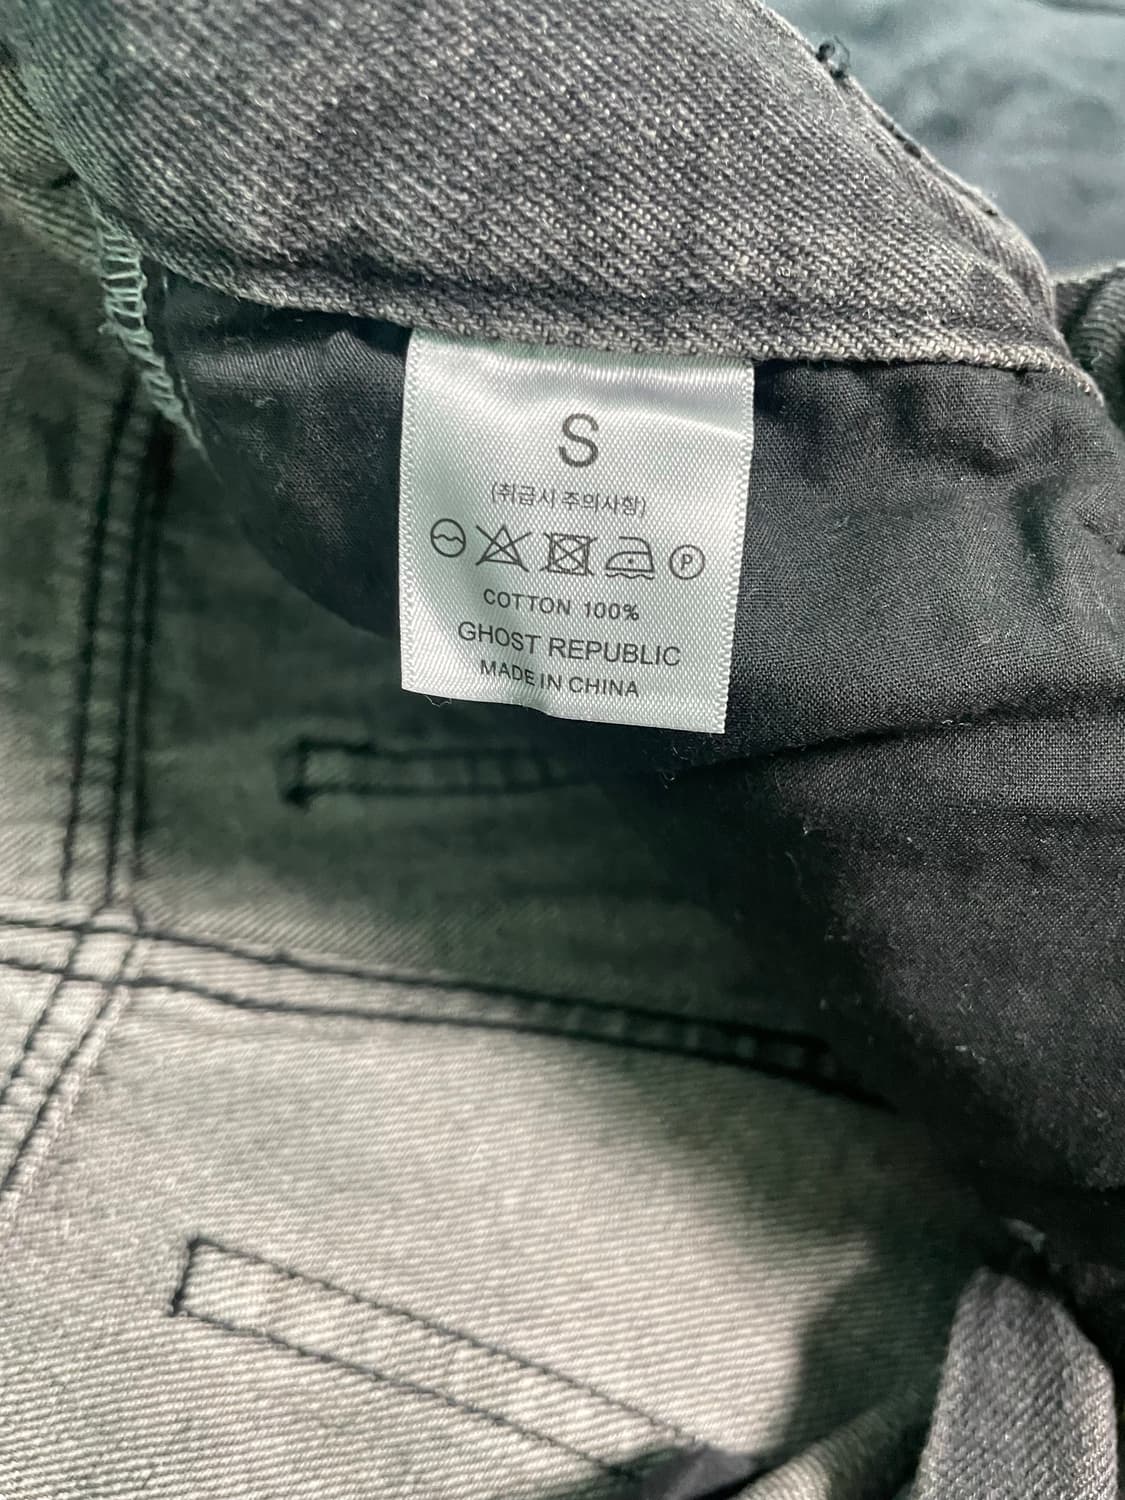 S
(취급시 주의사항)
P
COTTON 100%
GHOST REPUBLIC
MADE IN CHINA